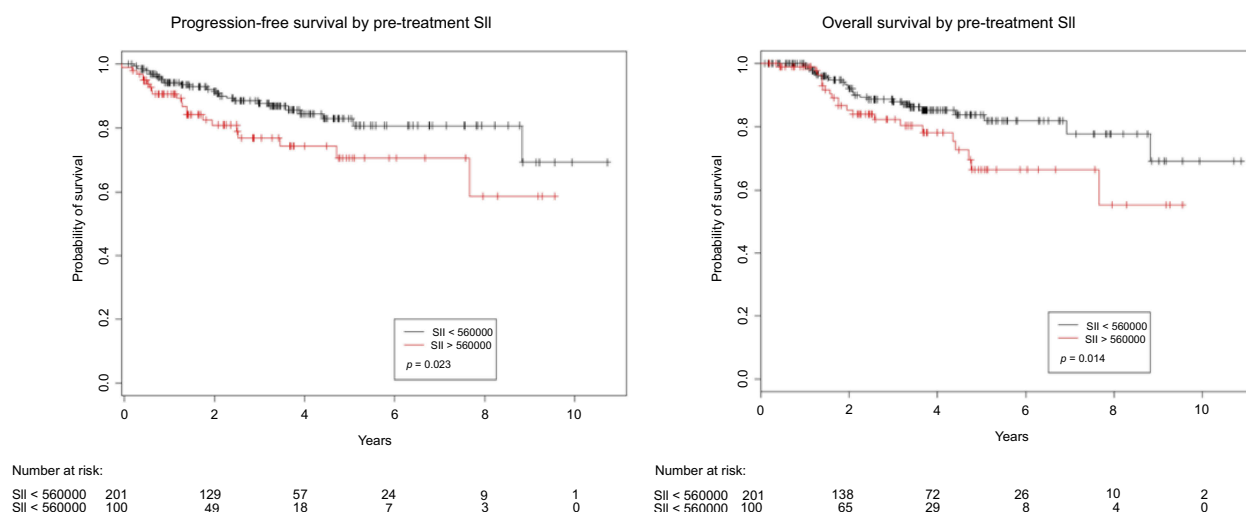 Progression-free survival by pre-treatment SII
1.0
0.8
0.6
0.4
0.2
0.0
Probability of survival
SII < 560000
SII > 560000
p = 0.023
0 2 4 6 8 10
Years
Number at risk:
SII < 560000 201 129 57 24 9 1
SII < 560000 100 49 18 7 3 0
Overall survival by pre-treatment SII
1.0
0.8
0.6
0.4
0.2
0.0
Probability of survival
SII < 560000
SII > 560000
p = 0.014
0 2 4 6 8 10
Years
Number at risk:
SII < 560000 201 138 72 26 10 2
SII < 560000 100 65 29 8 4 0